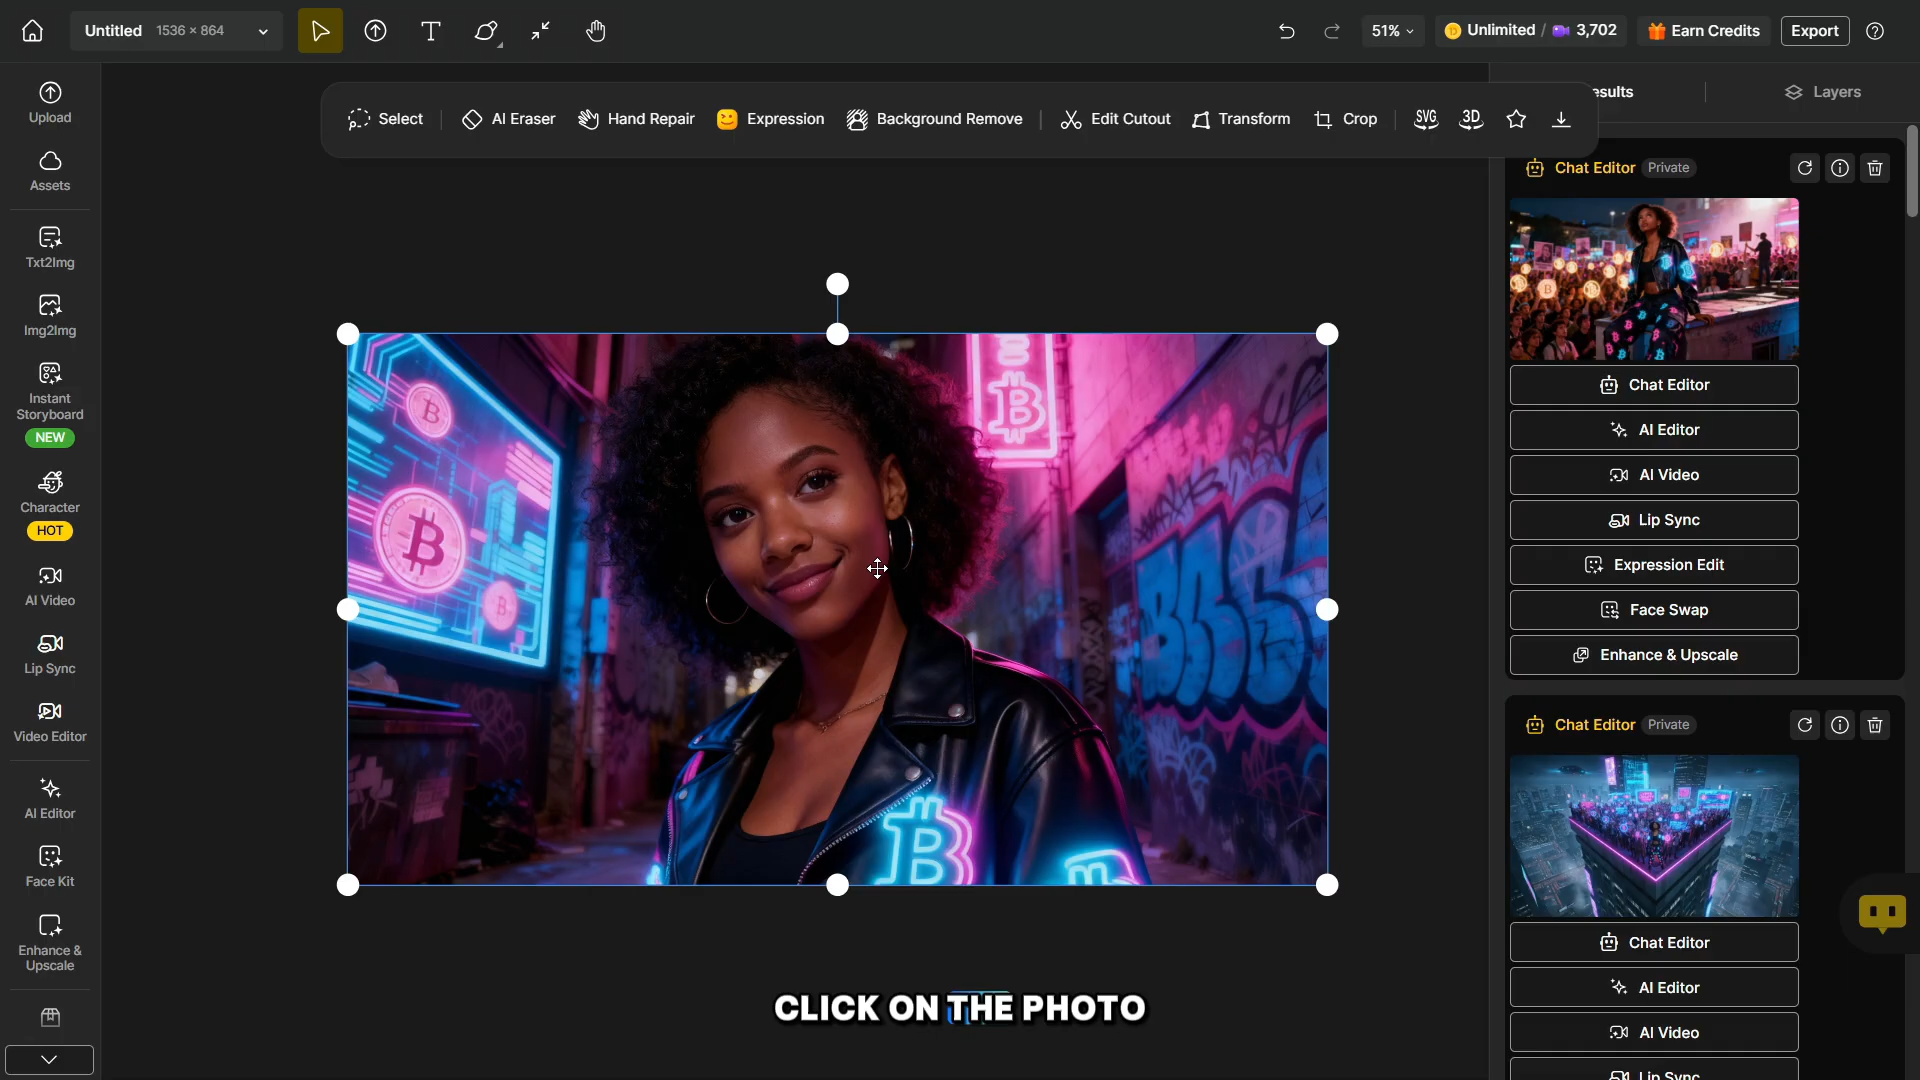 Untitled 1536 × 864
51%
Unlimited / 3,702
Earn Credits
Export
Upload
Assets
Txt2Img
Img2Img
Instant
Storyboard
NEW
Character
HOT
AI Video
Lip Sync
Video Editor
AI Editor
Face Kit
Enhance &
Upscale
Select
AI Eraser
Hand Repair
Expression
Background Remove
Edit Cutout
Transform
Crop
SVG
3D
esults
Layers
Chat Editor Private
Chat Editor
AI Editor
AI Video
Lip Sync
Expression Edit
Face Swap
Enhance & Upscale
Chat Editor Private
Chat Editor
AI Editor
AI Video
Lip Sync
CLICK ON THE PHOTO